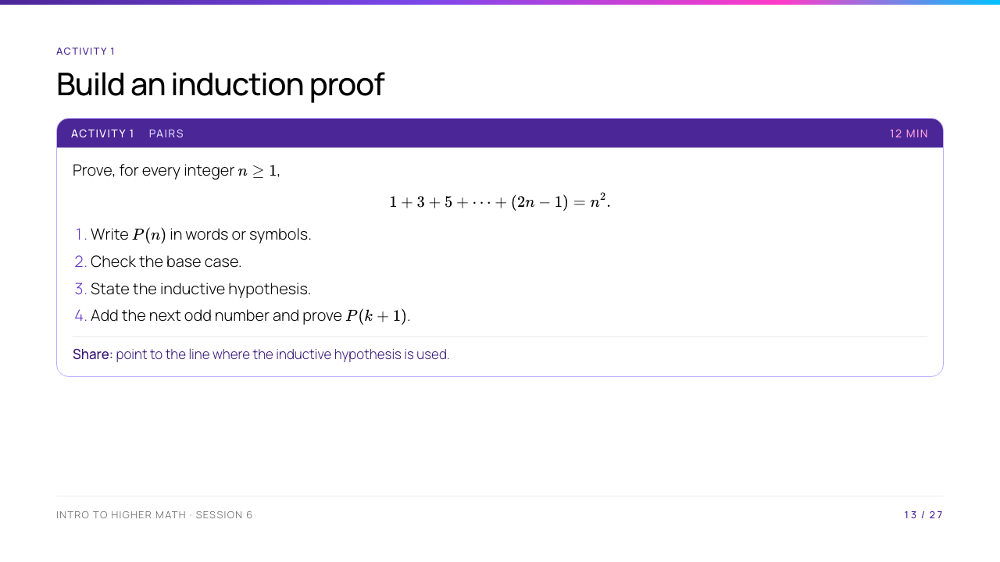 ACTIVITY 1
Build an induction proof
ACTIVITY 1 PAIRS 12 MIN
Prove, for every integer n ≥ 1,
1 + 3 + 5 + ⋯ + (2n − 1) = n².
1. Write P(n) in words or symbols.
2. Check the base case.
3. State the inductive hypothesis.
4. Add the next odd number and prove P(k + 1).
Share: point to the line where the inductive hypothesis is used.
INTRO TO HIGHER MATH · SESSION 6 13 / 27